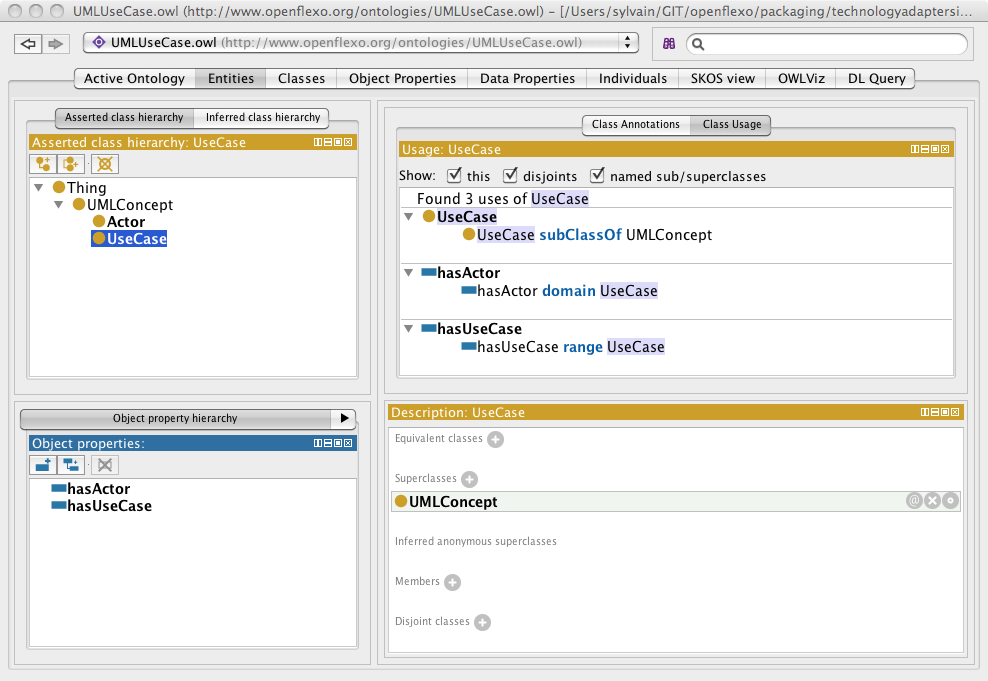 UMLUseCase.owl (http://www.openflexo.org/ontologies/UMLUseCase.owl) – [/Users/sylvain/GIT/openflexo/packaging/technologyadaptersi...
UMLUseCase.owl (http://www.openflexo.org/ontologies/UMLUseCase.owl)
Active Ontology Entities Classes Object Properties Data Properties Individuals SKOS view OWLViz DL Query
Asserted class hierarchy Inferred class hierarchy
Asserted class hierarchy: UseCase
Thing
UMLConcept
Actor
UseCase
Object property hierarchy
Object properties:
hasActor
hasUseCase
Class Annotations Class Usage
Usage: UseCase
Show: this disjoints named sub/superclasses
Found 3 uses of UseCase
UseCase
UseCase subClassOf UMLConcept
hasActor
hasActor domain UseCase
hasUseCase
hasUseCase range UseCase
Description: UseCase
Equivalent classes
Superclasses
UMLConcept
Inferred anonymous superclasses
Members
Disjoint classes